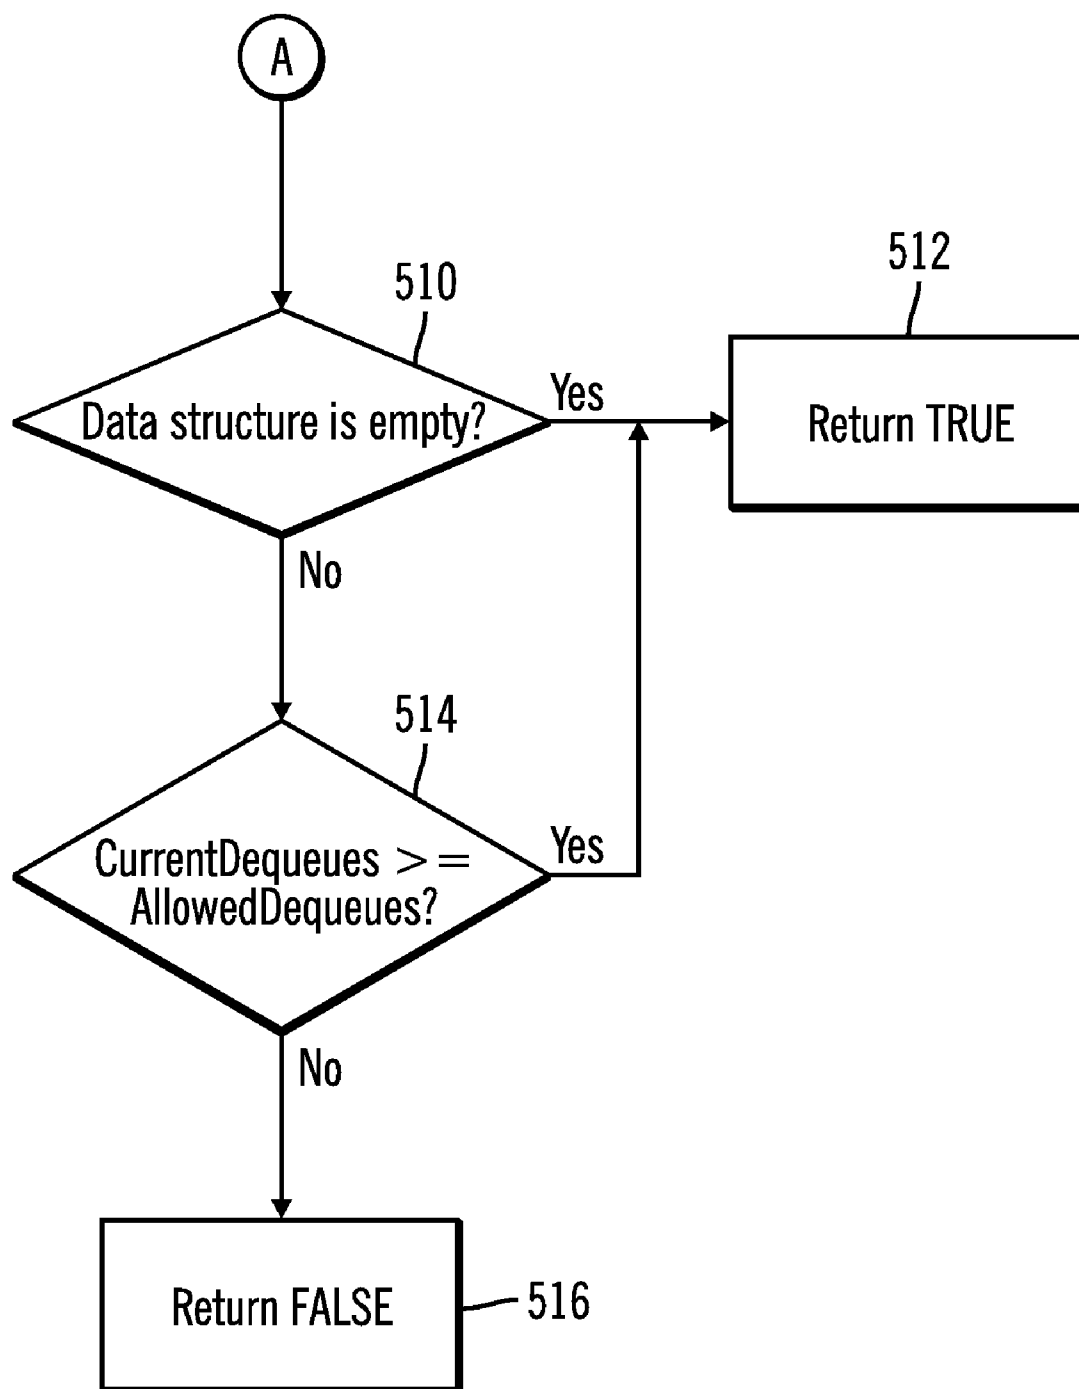 A
510
512
Data structure is empty?
Yes
Return TRUE
No
514
CurrentDequeues >=
AllowedDequeues?
Yes
No
Return FALSE
516